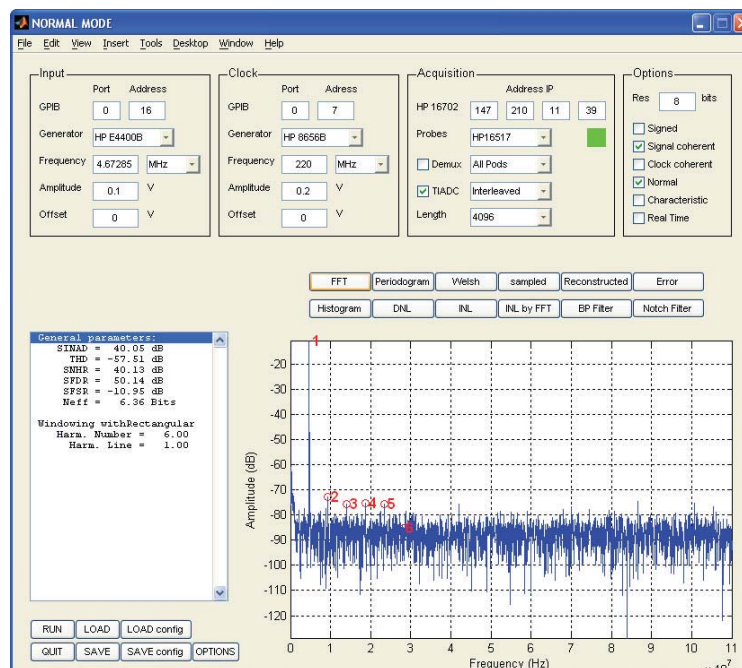 NORMAL MODE
File Edit View Insert Tools Desktop Window Help
Input
Port Address
GPIB 0 16
Generator HP E4400B
Frequency 4.67285 MHz
Amplitude 0.1 V
Offset 0 V
Clock
Port Adress
GPIB 0 7
Generator HP 8656B
Frequency 220 MHz
Amplitude 0.2 V
Offset 0 V
Acquisition
Address IP
HP 16702 147 210 11 39
Probes HP16517
Demux All Pods
TIADC Interleaved
Length 4096
Options
Res 8 bits
Signed
Signal coherent
Clock coherent
Normal
Characteristic
Real Time
FFT Periodogram Welsh sampled Reconstructed Error
Histogram DNL INL INL by FFT BP Filter Notch Filter
General parameters:
SINAD = 40.05 dB
THD = -57.51 dB
SNHR = 40.13 dB
SFDR = 50.14 dB
SFSR = -10.95 dB
Neff = 6.36 Bits
Windowing withRectangular
Harm. Number = 6.00
Harm. Line = 1.00
RUN LOAD LOAD config
QUIT SAVE SAVE config OPTIONS
1
2 3 4 5
6
Amplitude (dB)
-20
-30
-40
-50
-60
-70
-80
-90
-100
-110
-120
0 1 2 3 4 5 6 7 8 9 10 11
Frequency (Hz)